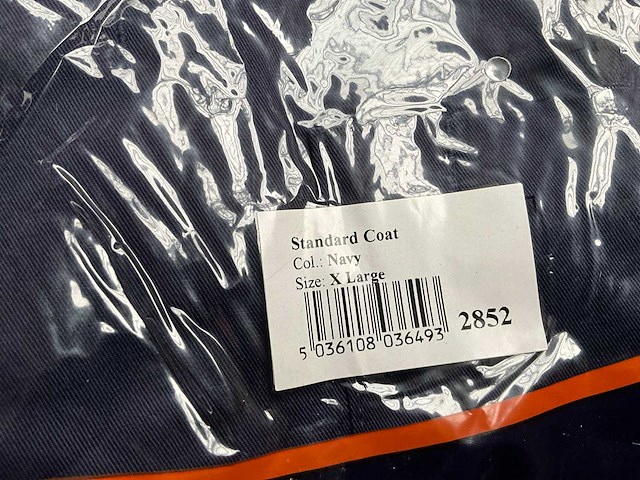 Standard Coat
Col.: Navy
Size: X Large
5 036108 036493
2852